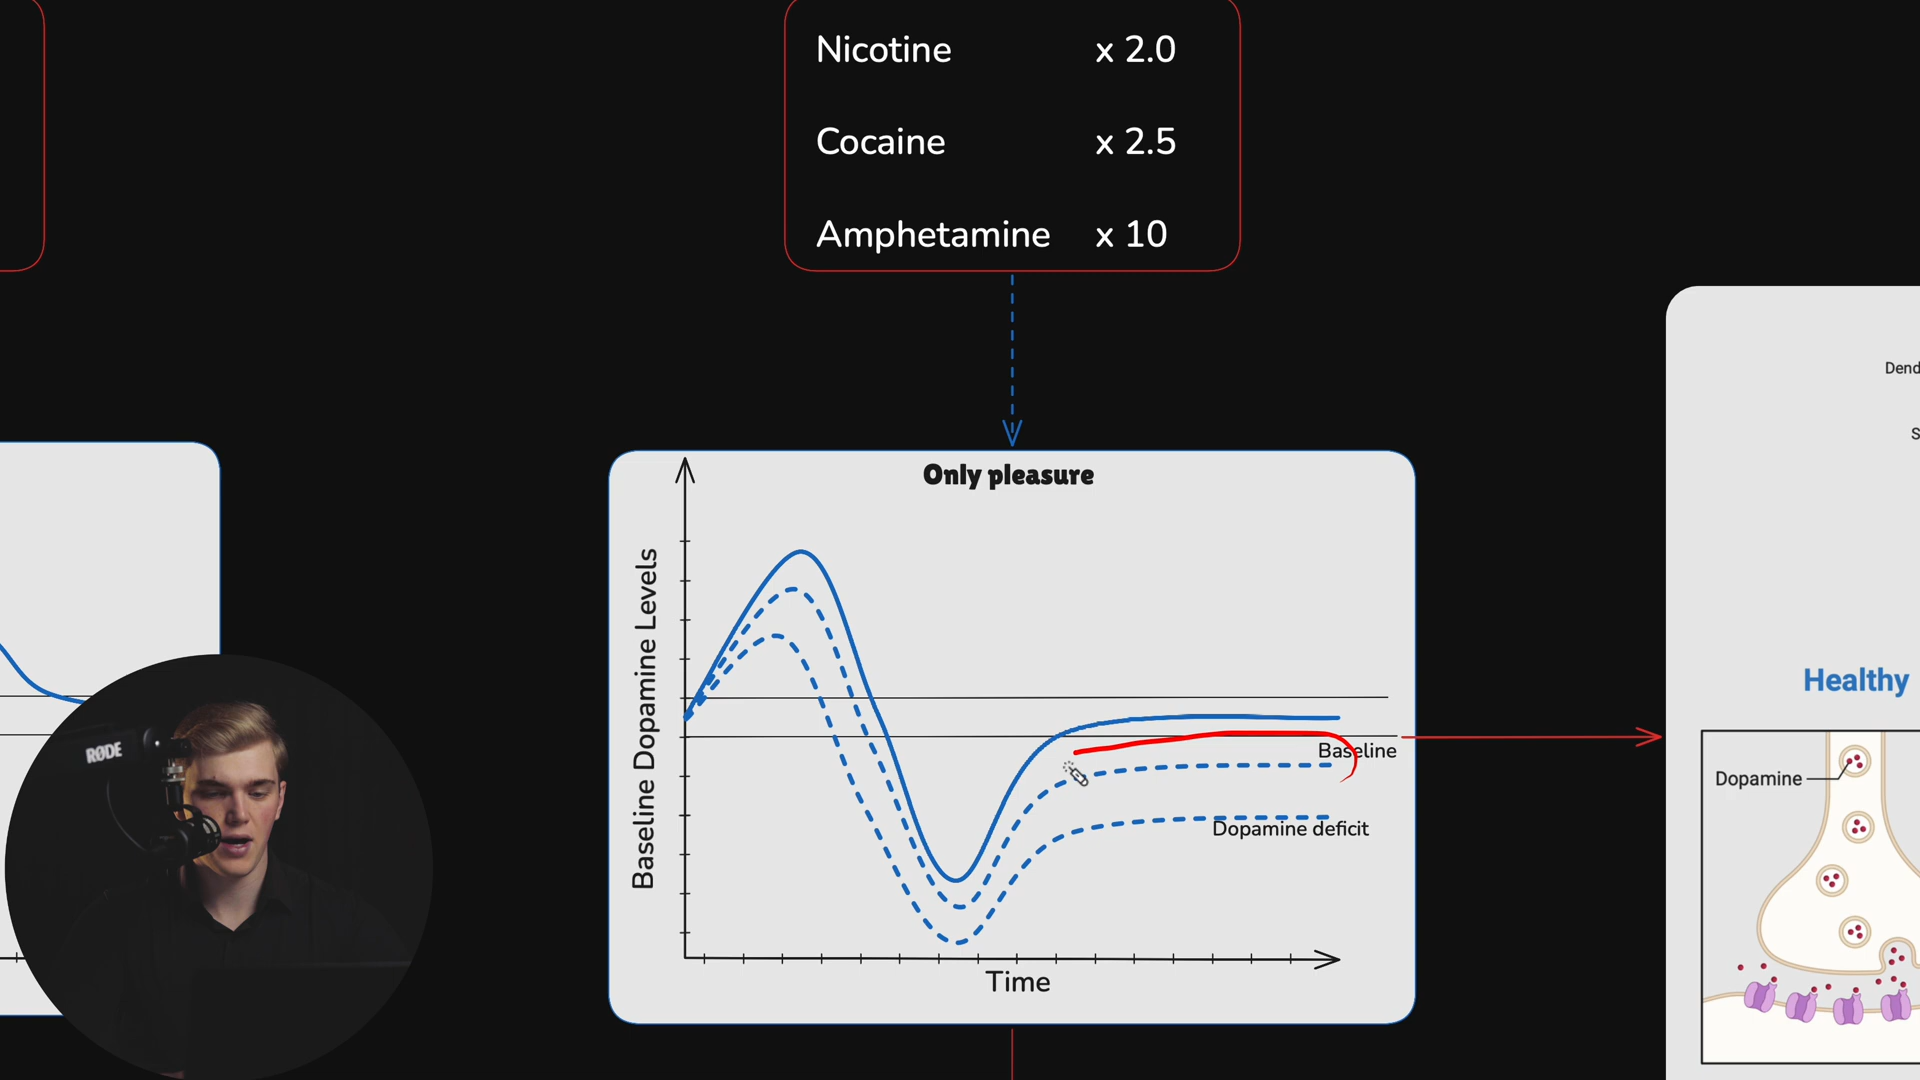 Nicotine x 2.0
Cocaine x 2.5
Amphetamine x 10
Only pleasure
Baseline Dopamine Levels
Baseline
Dopamine deficit
Time
Healthy
Dopamine
RØDE